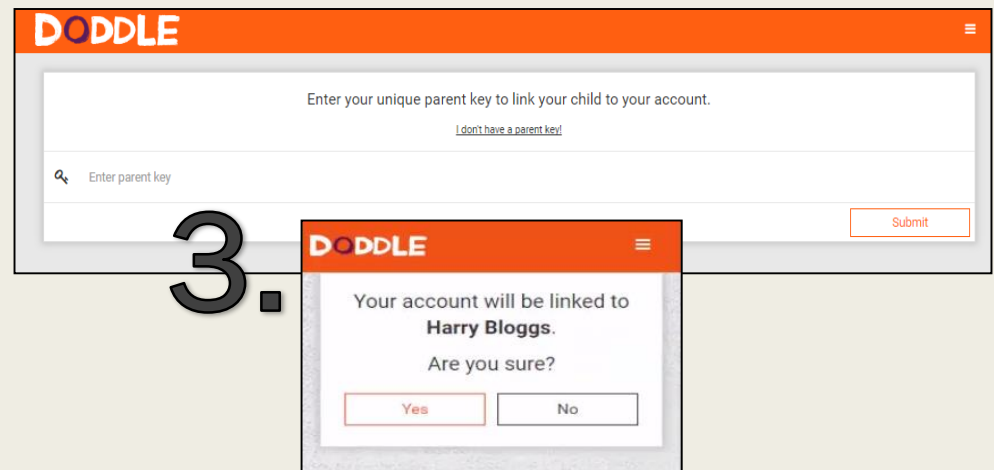 DODDLE
Enter your unique parent key to link your child to your account.
I don't have a parent key!
Enter parent key
Submit
3.
DODDLE
Your account will be linked to
Harry Bloggs.
Are you sure?
Yes No